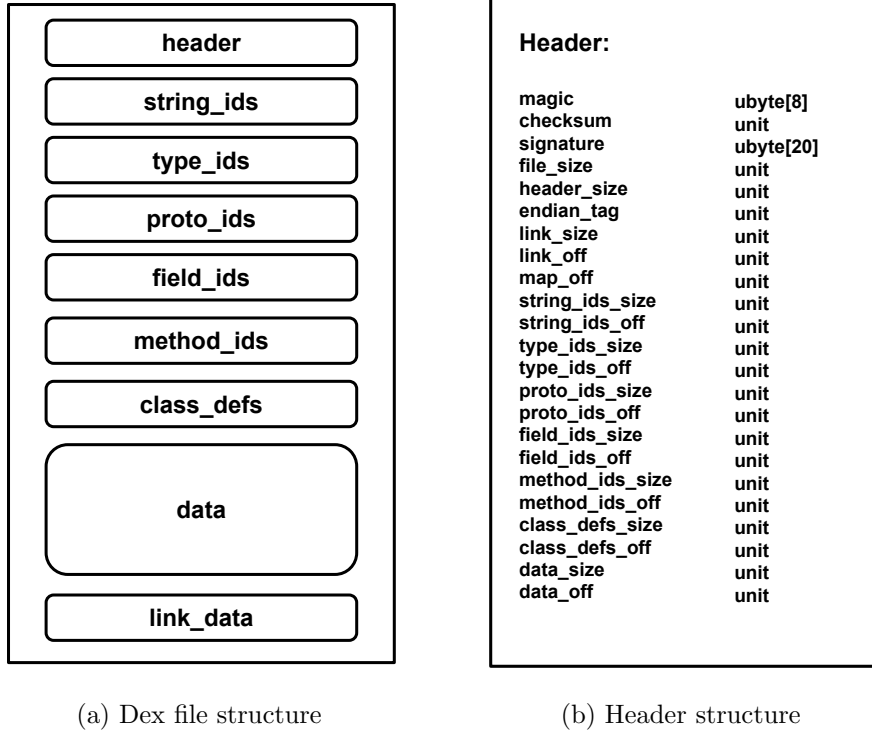 header
string_ids
type_ids
proto_ids
field_ids
method_ids
class_defs
data
link_data
(a) Dex file structure
Header:
magic ubyte[8]
checksum unit
signature ubyte[20]
file_size unit
header_size unit
endian_tag unit
link_size unit
link_off unit
map_off unit
string_ids_size unit
string_ids_off unit
type_ids_size unit
type_ids_off unit
proto_ids_size unit
proto_ids_off unit
field_ids_size unit
field_ids_off unit
method_ids_size unit
method_ids_off unit
class_defs_size unit
class_defs_off unit
data_size unit
data_off unit
(b) Header structure